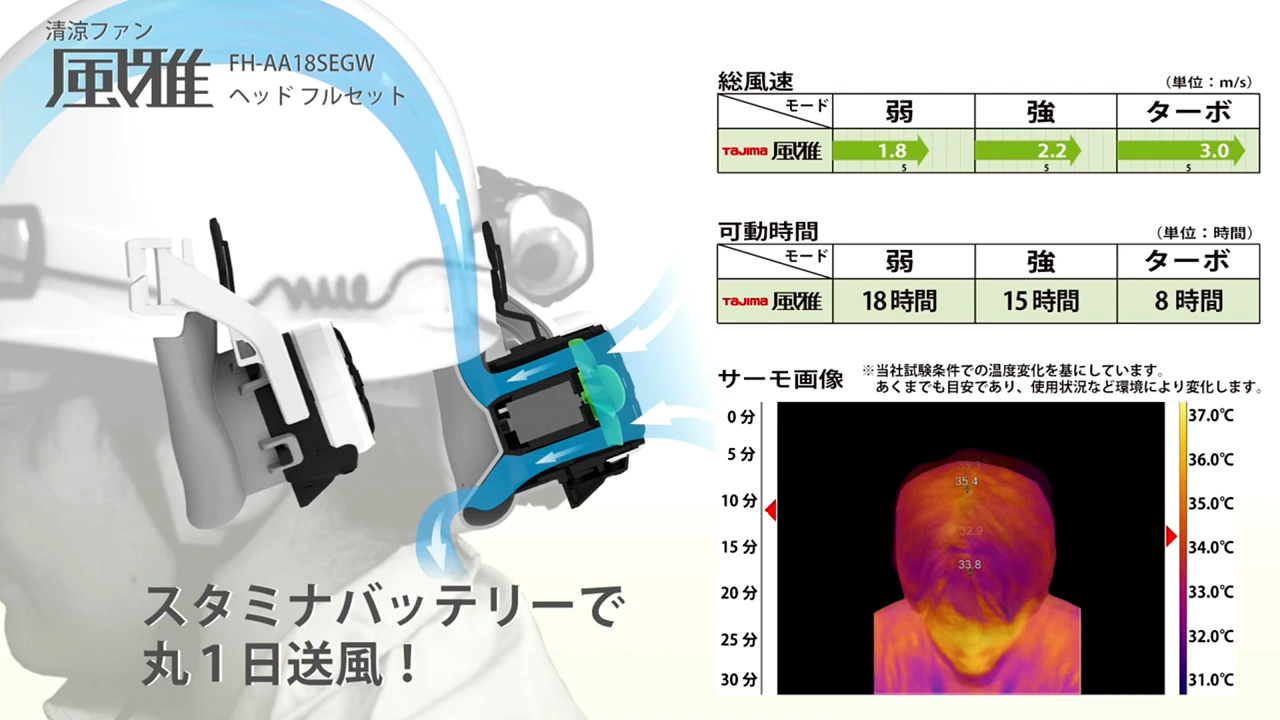 清涼ファン
風雅
FH-AA18SEGW
ヘッド フルセット
スタミナバッテリーで
丸1日送風！
総風速
（単位：m/s）
モード 弱 強 ターボ
TAJIMA 風雅 1.8 2.2 3.0
5 5 5
可動時間
（単位：時間）
モード 弱 強 ターボ
TAJIMA 風雅 18時間 15時間 8時間
サーモ画像
※当社試験条件での温度変化を基にしています。
あくまでも目安であり、使用状況など環境により変化します。
0分
5分
10分
15分
20分
25分
30分
35.4
32.9
33.8
37.0℃
36.0℃
35.0℃
34.0℃
33.0℃
32.0℃
31.0℃